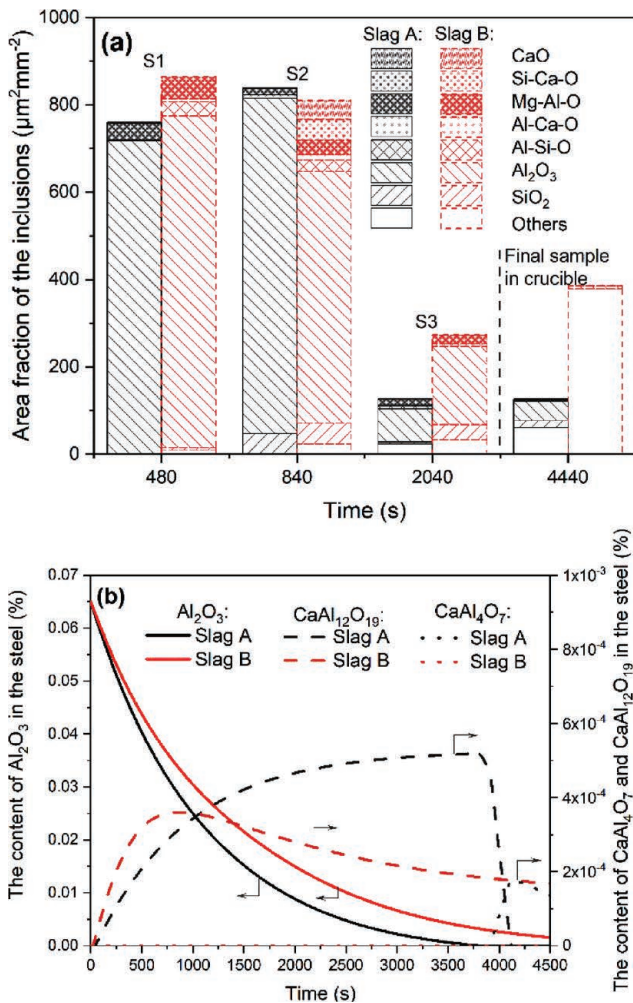 (a)
Area fraction of the inclusions (μm²mm⁻²)
1000
800
600
400
200
0
S1
S2
S3
Slag A: Slag B:
CaO
Si-Ca-O
Mg-Al-O
Al-Ca-O
Al-Si-O
Al₂O₃
SiO₂
Others
Final sample
in crucible
480 840 2040 4440
Time (s)
(b)
The content of Al₂O₃ in the steel (%)
0.07
0.06
0.05
0.04
0.03
0.02
0.01
0.00
Al₂O₃: CaAl₁₂O₁₉: CaAl₄O₇:
Slag A Slag A Slag A
Slag B Slag B Slag B
1x10⁻³
8x10⁻⁴
6x10⁻⁴
4x10⁻⁴
2x10⁻⁴
0
The content of CaAl₄O₇ and CaAl₁₂O₁₉ in the steel (%)
0 500 1000 1500 2000 2500 3000 3500 4000 4500
Time (s)